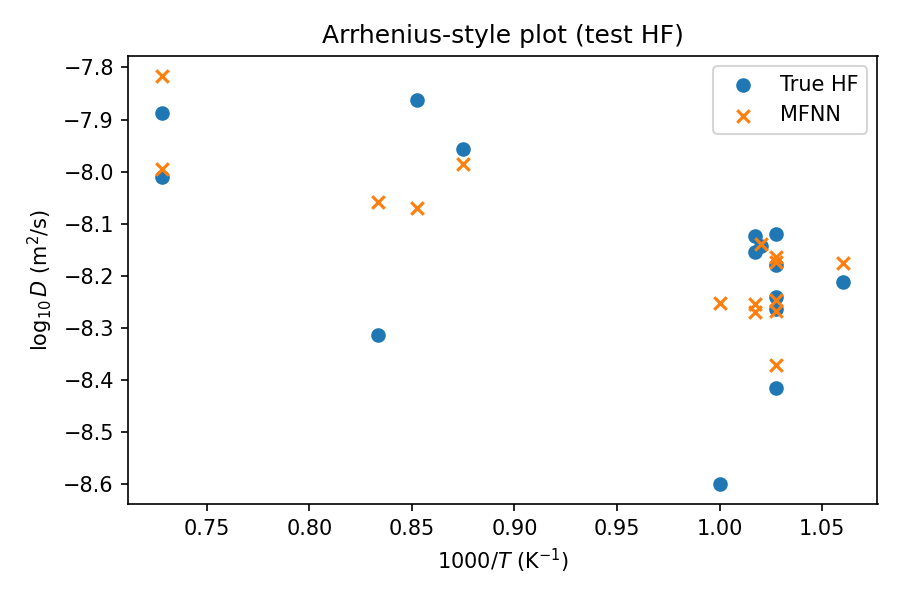 Arrhenius-style plot (test HF)
True HF
MFNN
−7.8
−7.9
−8.0
−8.1
−8.2
−8.3
−8.4
−8.5
−8.6
log₁₀ D (m²/s)
0.75 0.80 0.85 0.90 0.95 1.00 1.05
1000/T (K⁻¹)